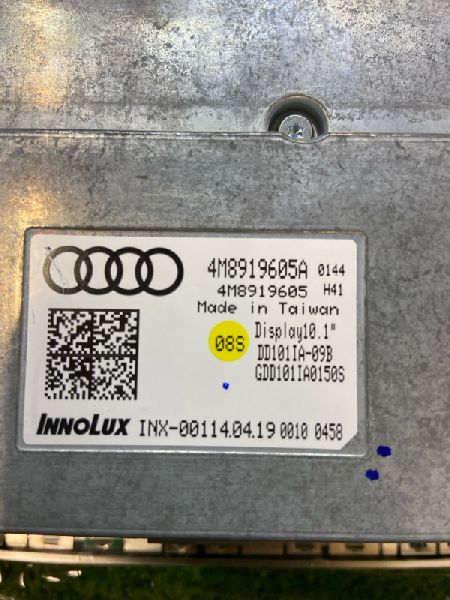 4M8919605A 0144
4M8919605 H41
Made in Taiwan
08S
Display10.1"
DD101IA-09B
GDD101IA0150S
INNOLUX INX-00114.04.19 0010 0458